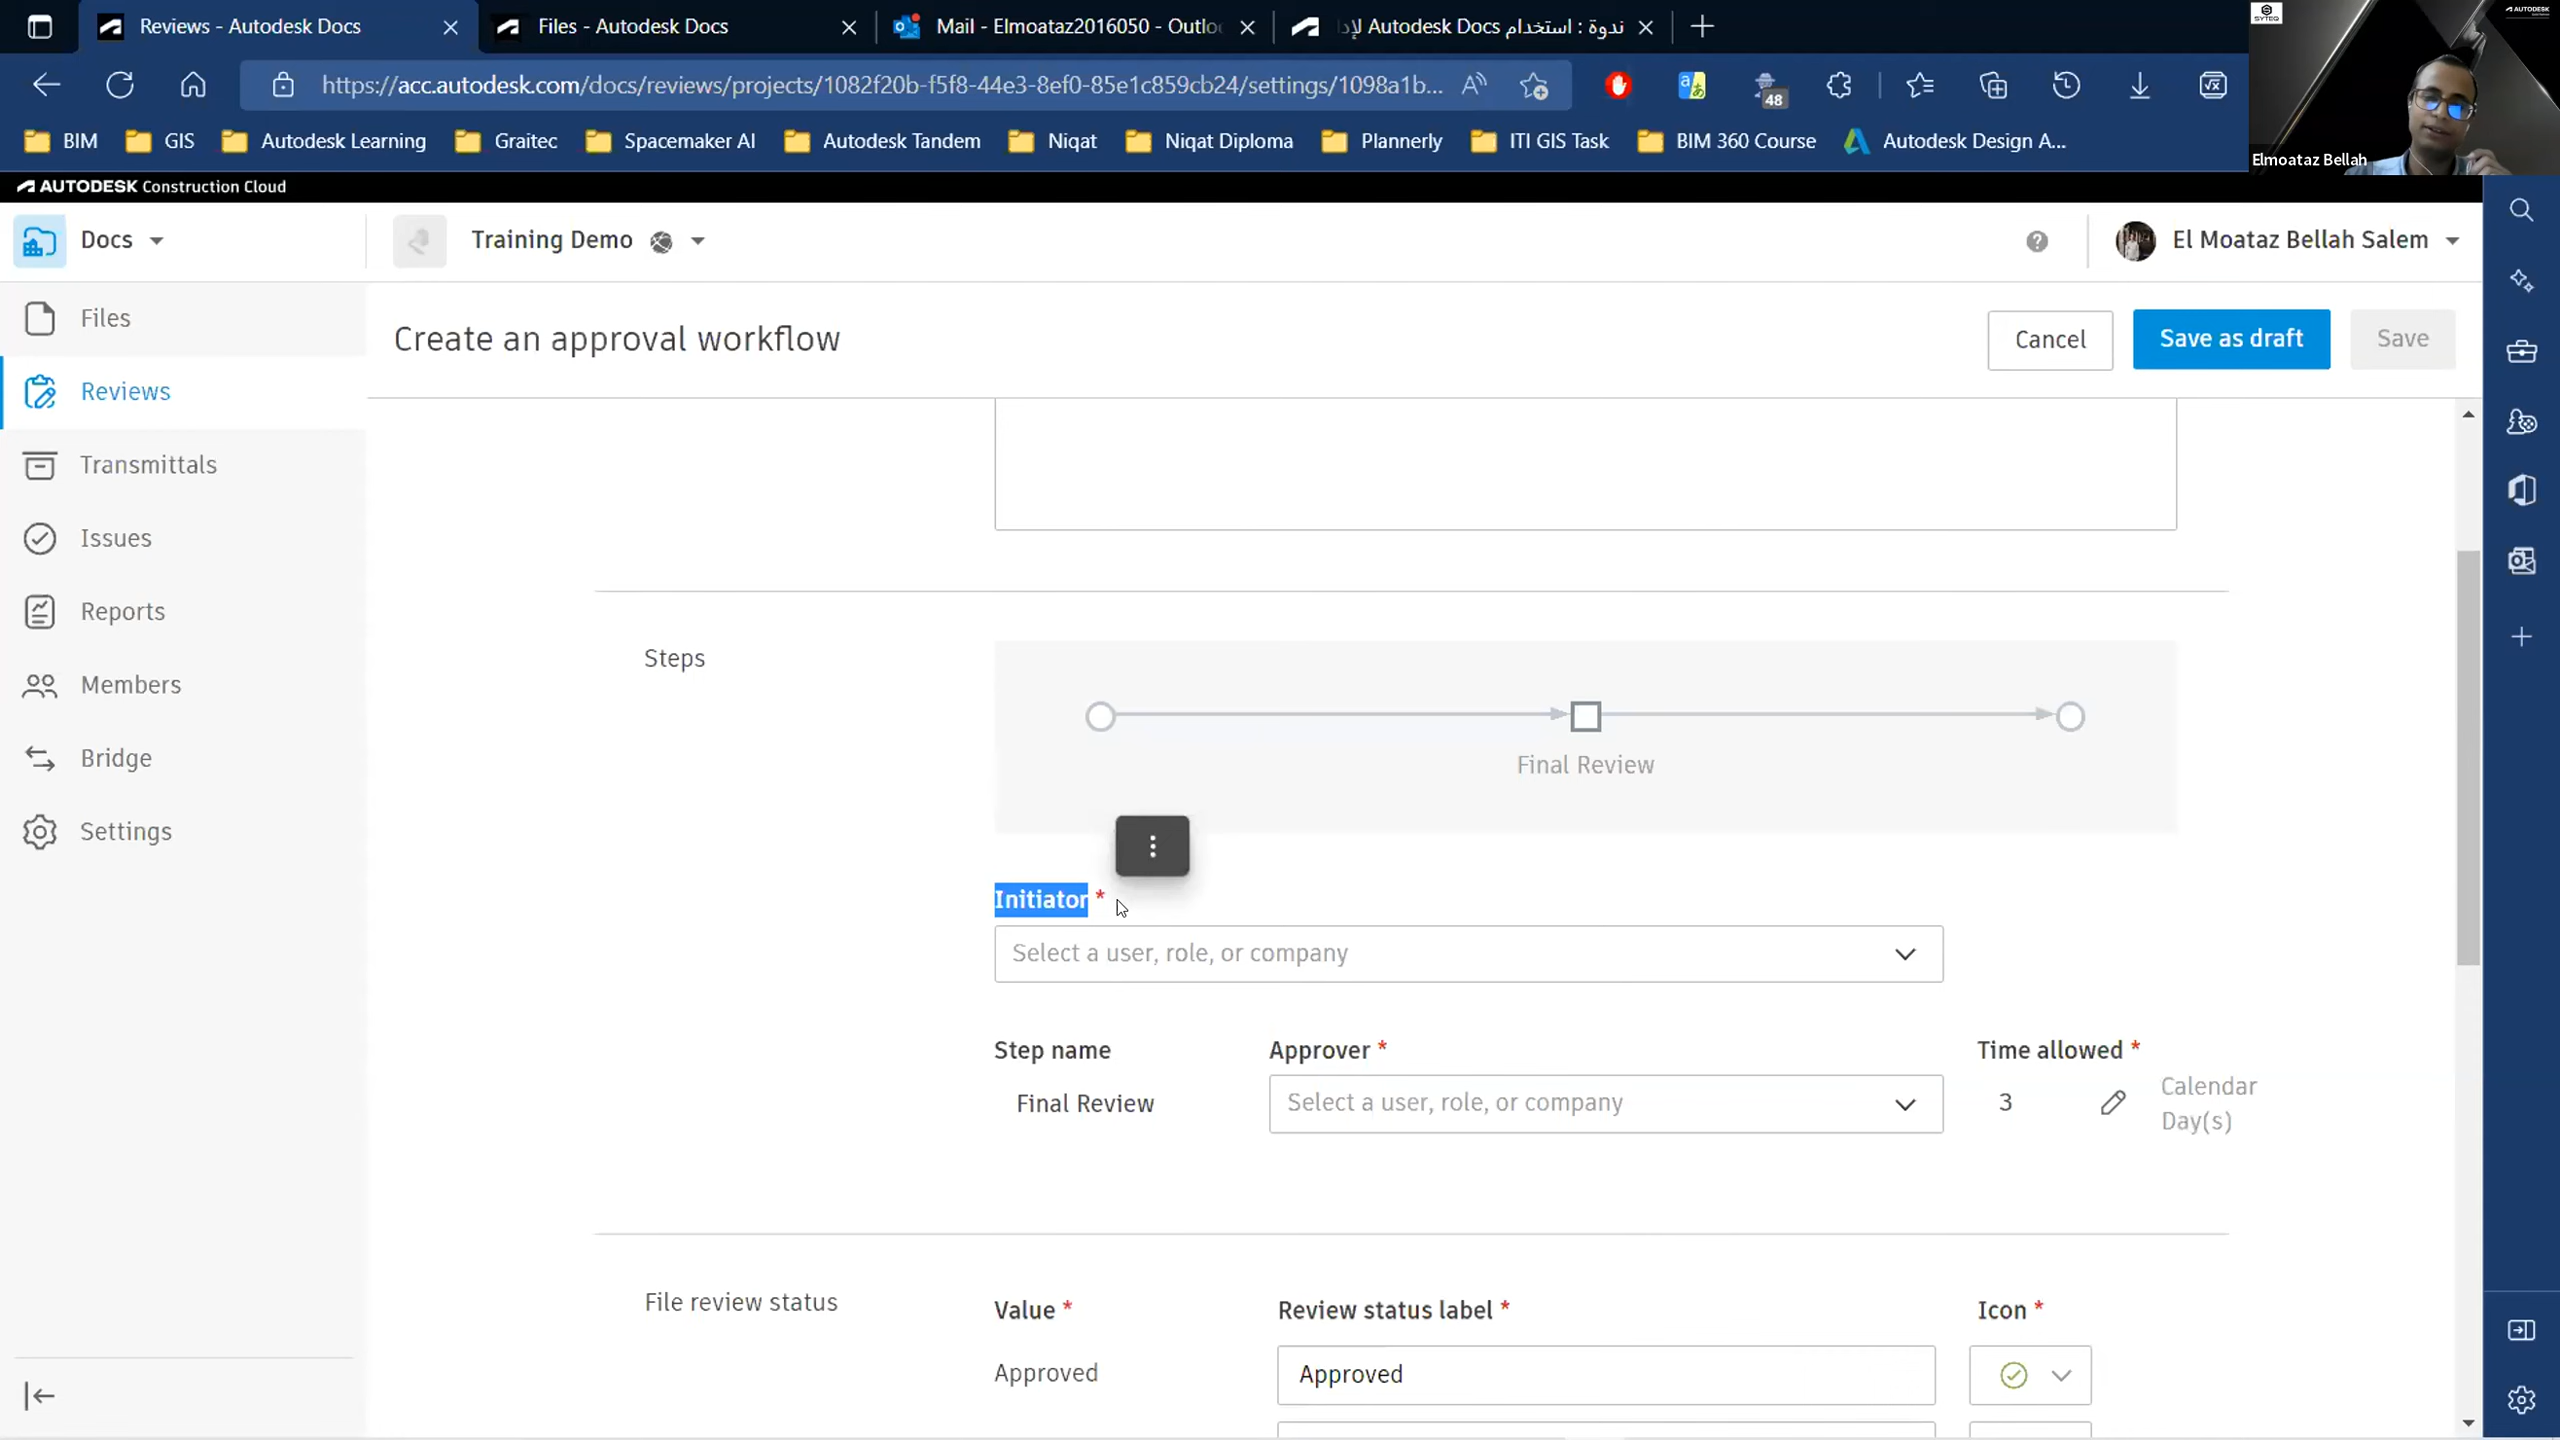 Reviews - Autodesk Docs
Files - Autodesk Docs
Mail - Elmoataz2016050 - Outlo
ندوة : استخدام Autodesk Docs لإد
SYTEQ
AUTODESK
https://acc.autodesk.com/docs/reviews/projects/1082f20b-f5f8-44e3-8ef0-85e1c859cb24/settings/1098a1b...
48
BIM
GIS
Autodesk Learning
Graitec
Spacemaker AI
Autodesk Tandem
Niqat
Niqat Diploma
Plannerly
ITI GIS Task
BIM 360 Course
Autodesk Design A...
Elmoataz Bellah
AUTODESK Construction Cloud
Docs
Training Demo
El Moataz Bellah Salem
Files
Reviews
Transmittals
Issues
Reports
Members
Bridge
Settings
Create an approval workflow
Cancel
Save as draft
Save
Steps
Final Review
Initiator *
Select a user, role, or company
Step name
Approver *
Time allowed *
Final Review
Select a user, role, or company
3
Calendar
Day(s)
File review status
Value *
Review status label *
Icon *
Approved
Approved